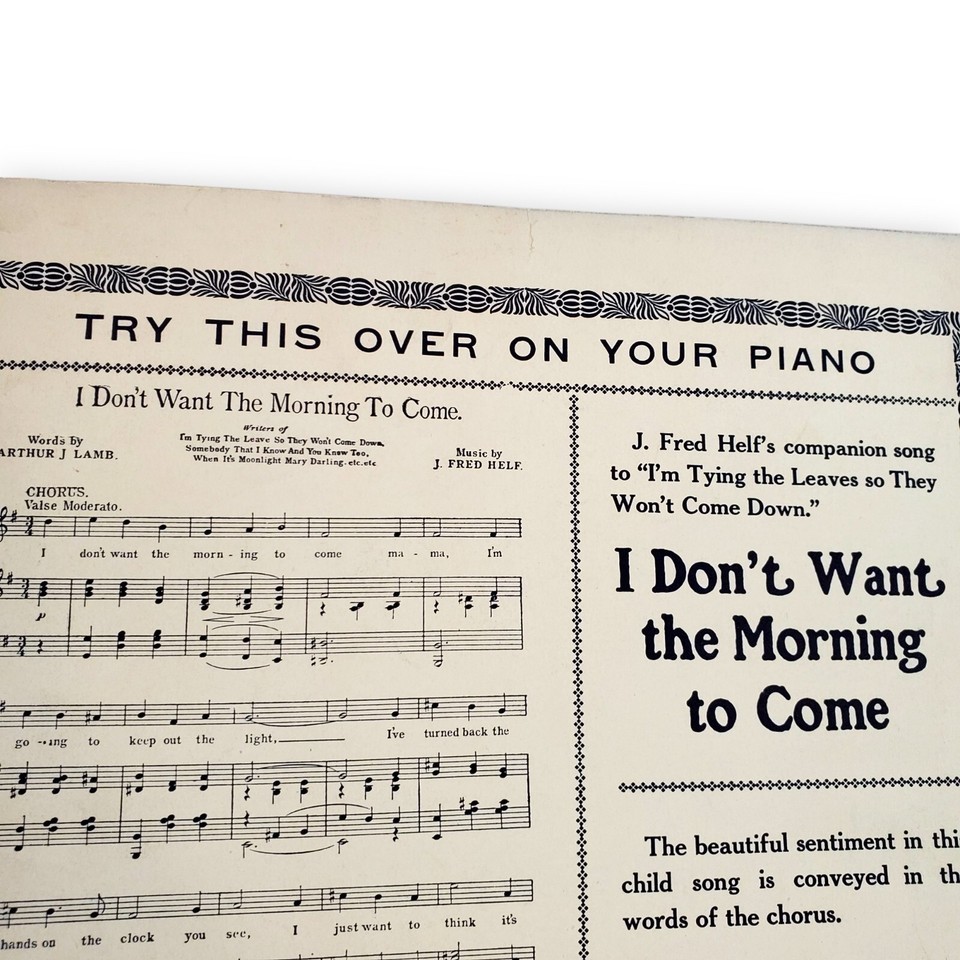 TRY THIS OVER ON YOUR PIANO
I Don't Want The Morning To Come.
Words by
ARTHUR J LAMB.
Writers of
I'm Tying The Leave So They Won't Come Down,
Somebody That I Know And You Know Too,
When It's Moonlight Mary Darling. etc. etc
Music by
J. FRED HELF.
CHORUS.
Valse Moderato.
I don't want the morn - ing to come ma - ma, I'm
p
go - ing to keep out the light, I've turned back the
hands on the clock you see, I just want to think it's
J. Fred Helf's companion song
to "I'm Tying the Leaves so They
Won't Come Down."
I Don't Want
the Morning
to Come
The beautiful sentiment in thi
child song is conveyed in th
words of the chorus.